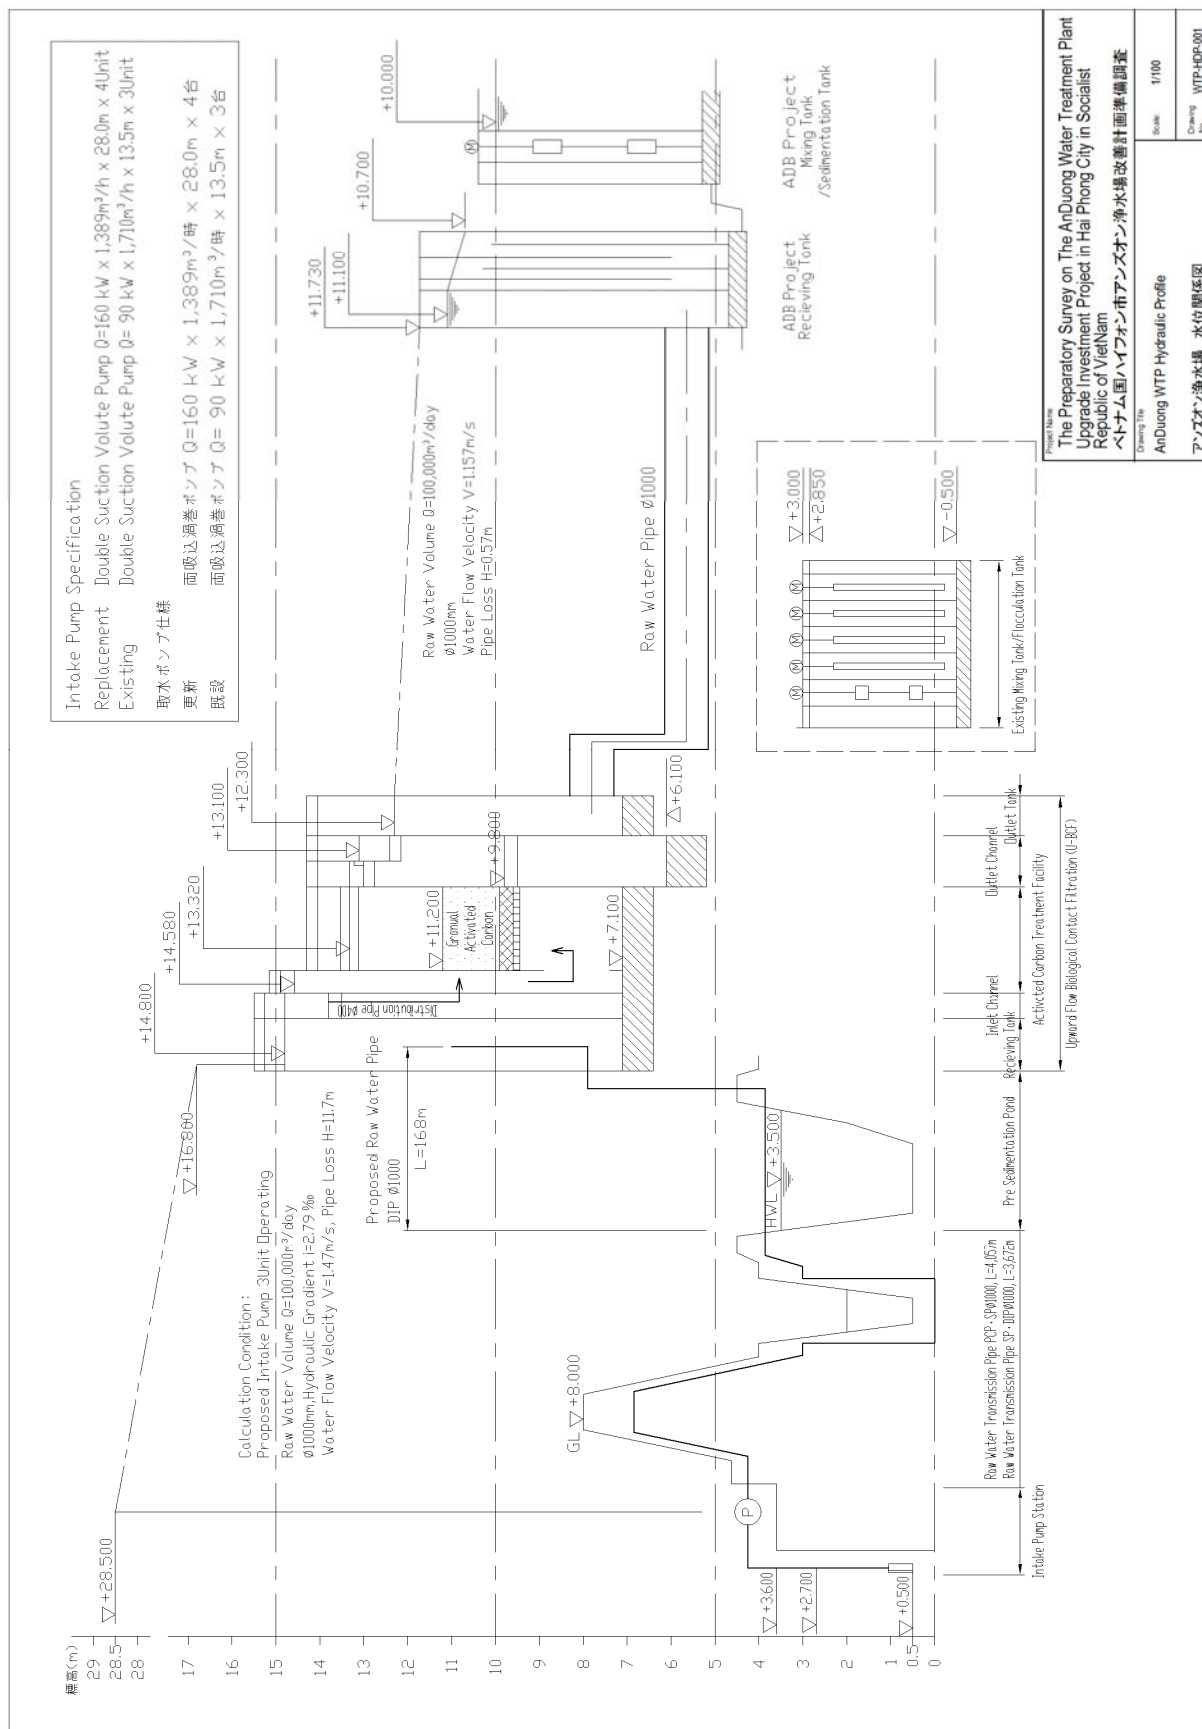 Intake Pump Specification
Replacement Double Suction Volute Pump Q=160 kW x 1,389m³/h x 28.0m x 4Unit
Existing Double Suction Volute Pump Q= 90 kW x 1,710m³/h x 13.5m x 3Unit
取水ポンプ仕様
更新 両吸込渦巻ポンプ Q=160 kW × 1,389m³/時 × 28.0m × 4台
既設 両吸込渦巻ポンプ Q= 90 kW × 1,710m³/時 × 13.5m × 3台
標高(m)
29
28.5
28
17
16
15
14
13
12
11
10
9
8
7
6
5
4
3
2
1
0.5
0
+28.500
+3.600
+2.700
+0.500
P
GL +8.000
Calculation Condition:
Proposed Intake Pump 3Unit Operating
Raw Water Volume Q=100,000m³/day
Ø1000mm,Hydraulic Gradient i=2.79 ‰
Water Flow Velocity V=1.47m/s, Pipe Loss H=11.7m
+16.800
Proposed Raw Water Pipe
DIP Ø1000
L=168m
HWL +3.500
+14.800
+14.580
+13.320
+13.100
+12.300
Distribution Pipe Ø400
+11.200
Granual
Activated
Carbon
+9.800
+7.100
+6.100
Raw Water Volume Q=100,000m³/day
Ø1000mm
Water Flow Velocity V=1.157m/s
Pipe Loss H=0.57m
Raw Water Pipe Ø1000
+11.730
+11.100
+10.700
+10.000
M
ADB Project
Recieving Tank
ADB Project
Mixing Tank
/Sedimentation Tank
M
M
M
M
M
+3.000
+2.850
-0.500
Existing Mixing Tank/Flocculation Tank
Intake Pump Station
Raw Water Transmission Pipe PCP・SPØ1000, L=4,057m
Raw Water Transmission Pipe SP・DIPØ1000, L=3,672m
Pre Sedimentation Pond
Recieving Tank
Inlet Channel
Activcted Carbon Treatment Facility
Outlet Channel
Outlet Tank
Upward Flow Biological Contact Filtration (U-BCF)
Project Name
The Preparatory Survey on The AnDuong Water Treatment Plant
Upgrade Investment Project in Hai Phong City in Socialist
Republic of VietNam
ベトナム国ハイフォン市アンズオン浄水場改善計画準備調査
Drawing Title
AnDuong WTP Hydraulic Profile
アンズオン浄水場 水位関係図
Scale
1/100
Drawing
No.
WTP-HDP-001